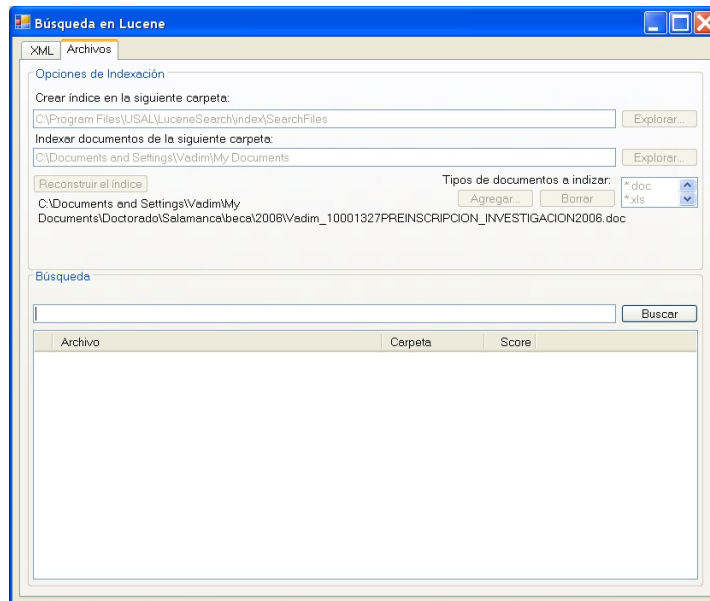 Búsqueda en Lucene
XML Archivos
Opciones de Indexación
Crear índice en la siguiente carpeta:
C:\Program Files\USAL\LuceneSearch\index\SearchFiles Explorar...
Indexar documentos de la siguiente carpeta:
C:\Documents and Settings\Vadim\My Documents Explorar...
Reconstruir el índice Tipos de documentos a indizar: *.doc
C:\Documents and Settings\Vadim\My Agregar... Borrar *.xls
Documents\Doctorado\Salamanca\beca\2006\Vadim_10001327PREINSCRIPCION_INVESTIGACION2006.doc
Búsqueda
Buscar
Archivo Carpeta Score